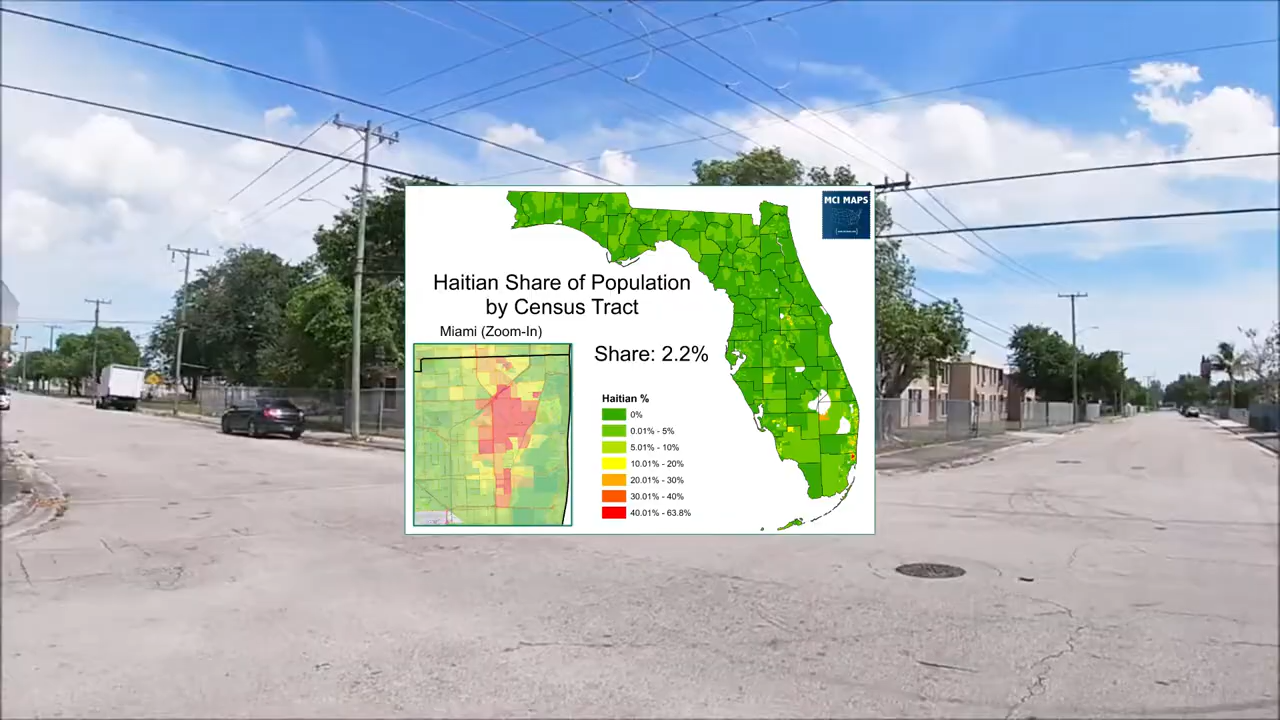 MCI MAPS
Haitian Share of Population
by Census Tract
Miami (Zoom-In)
Share: 2.2%
Haitian %
0%
0.01% - 5%
5.01% - 10%
10.01% - 20%
20.01% - 30%
30.01% - 40%
40.01% - 63.8%